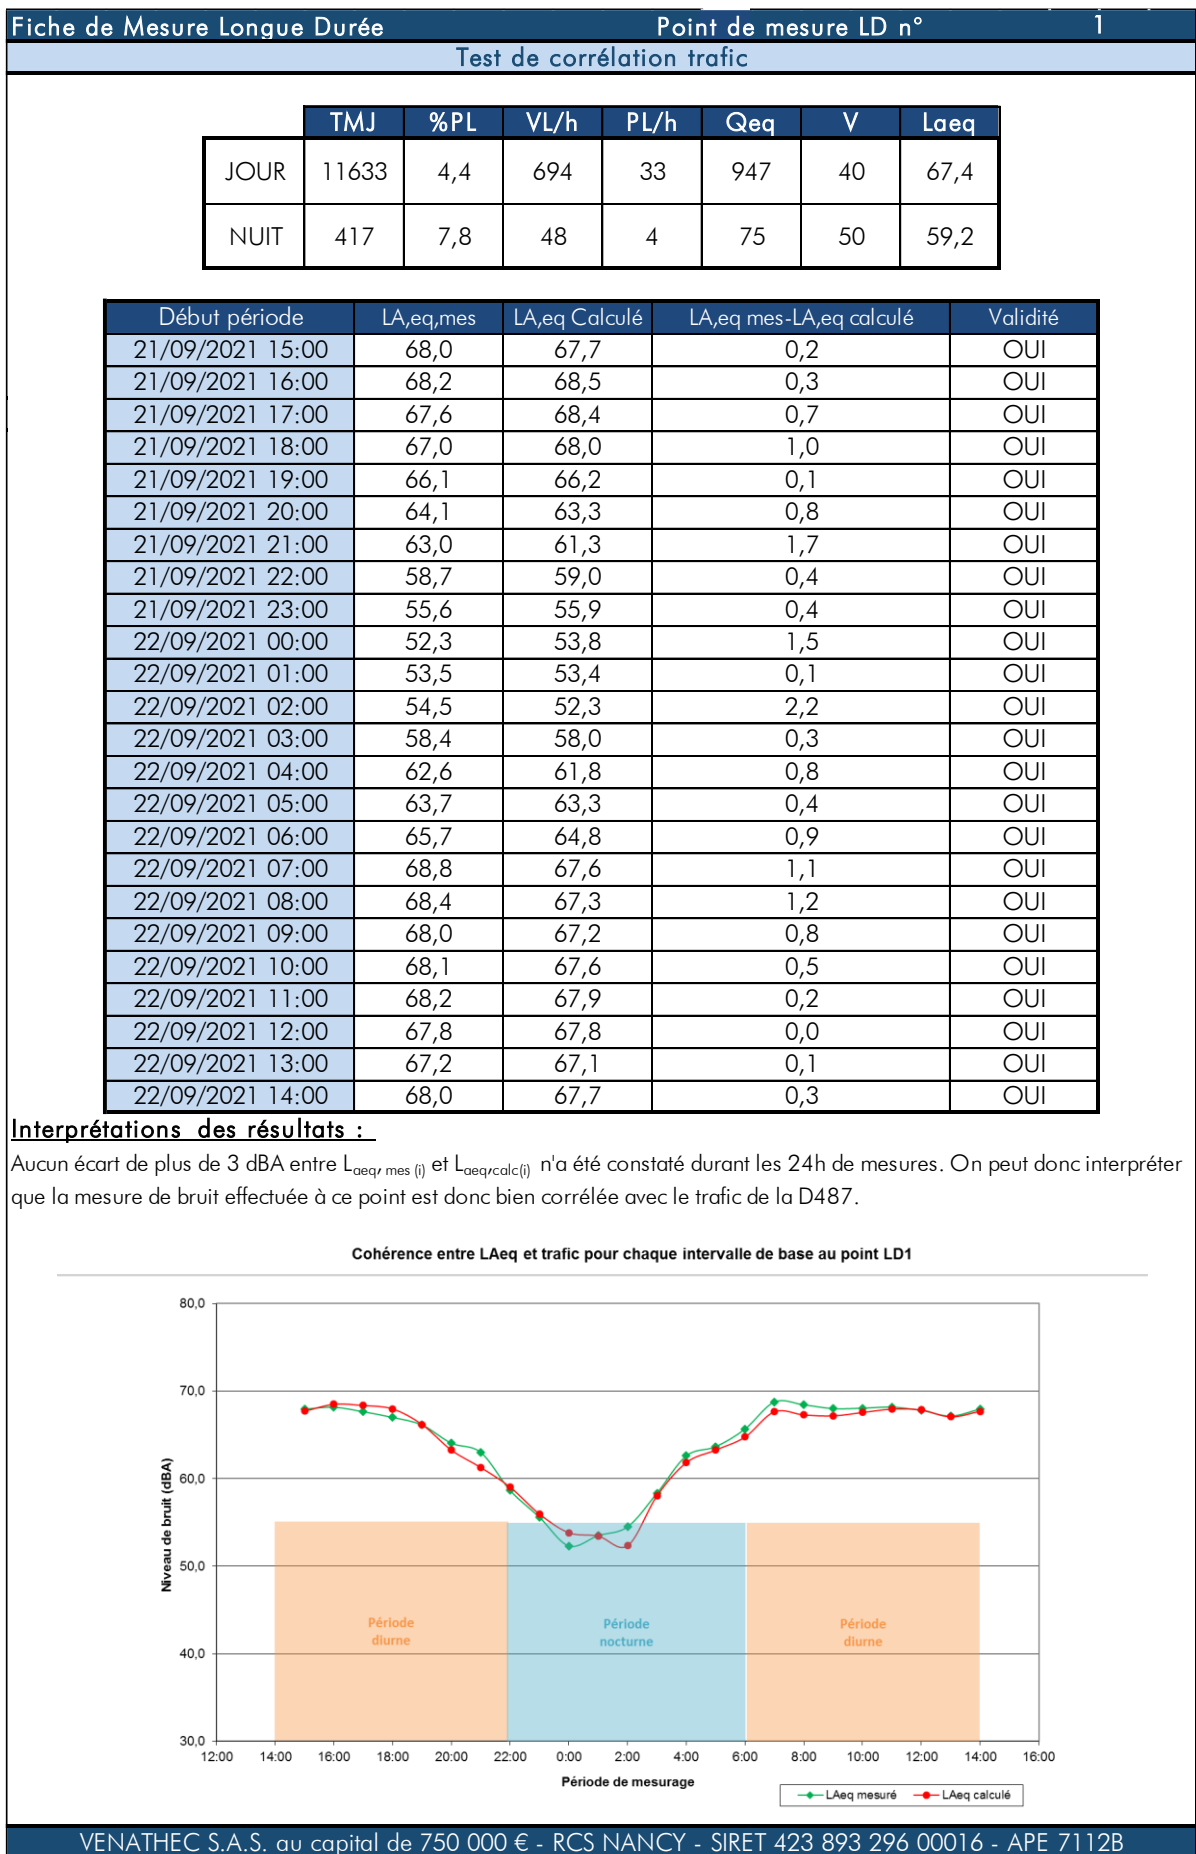 Fiche de Mesure Longue Durée Point de mesure LD n° 1
Test de corrélation trafic
TMJ %PL VL/h PL/h Qeq V Laeq
JOUR 11633 4,4 694 33 947 40 67,4
NUIT 417 7,8 48 4 75 50 59,2
Début période LA,eq,mes LA,eq Calculé LA,eq mes-LA,eq calculé Validité
21/09/2021 15:00 68,0 67,7 0,2 OUI
21/09/2021 16:00 68,2 68,5 0,3 OUI
21/09/2021 17:00 67,6 68,4 0,7 OUI
21/09/2021 18:00 67,0 68,0 1,0 OUI
21/09/2021 19:00 66,1 66,2 0,1 OUI
21/09/2021 20:00 64,1 63,3 0,8 OUI
21/09/2021 21:00 63,0 61,3 1,7 OUI
21/09/2021 22:00 58,7 59,0 0,4 OUI
21/09/2021 23:00 55,6 55,9 0,4 OUI
22/09/2021 00:00 52,3 53,8 1,5 OUI
22/09/2021 01:00 53,5 53,4 0,1 OUI
22/09/2021 02:00 54,5 52,3 2,2 OUI
22/09/2021 03:00 58,4 58,0 0,3 OUI
22/09/2021 04:00 62,6 61,8 0,8 OUI
22/09/2021 05:00 63,7 63,3 0,4 OUI
22/09/2021 06:00 65,7 64,8 0,9 OUI
22/09/2021 07:00 68,8 67,6 1,1 OUI
22/09/2021 08:00 68,4 67,3 1,2 OUI
22/09/2021 09:00 68,0 67,2 0,8 OUI
22/09/2021 10:00 68,1 67,6 0,5 OUI
22/09/2021 11:00 68,2 67,9 0,2 OUI
22/09/2021 12:00 67,8 67,8 0,0 OUI
22/09/2021 13:00 67,2 67,1 0,1 OUI
22/09/2021 14:00 68,0 67,7 0,3 OUI
Interprétations des résultats :
Aucun écart de plus de 3 dBA entre Laeq, mes (i) et Laeq,calc(i) n'a été constaté durant les 24h de mesures. On peut donc interpréter
que la mesure de bruit effectuée à ce point est donc bien corrélée avec le trafic de la D487.
Cohérence entre LAeq et trafic pour chaque intervalle de base au point LD1
80,0
70,0
60,0
50,0
40,0
30,0
Niveau de bruit (dBA)
Période
diurne
Période
nocturne
Période
diurne
12:00 14:00 16:00 18:00 20:00 22:00 0:00 2:00 4:00 6:00 8:00 10:00 12:00 14:00 16:00
Période de mesurage
LAeq mesuré LAeq calculé
VENATHEC S.A.S. au capital de 750 000 € - RCS NANCY - SIRET 423 893 296 00016 - APE 7112B